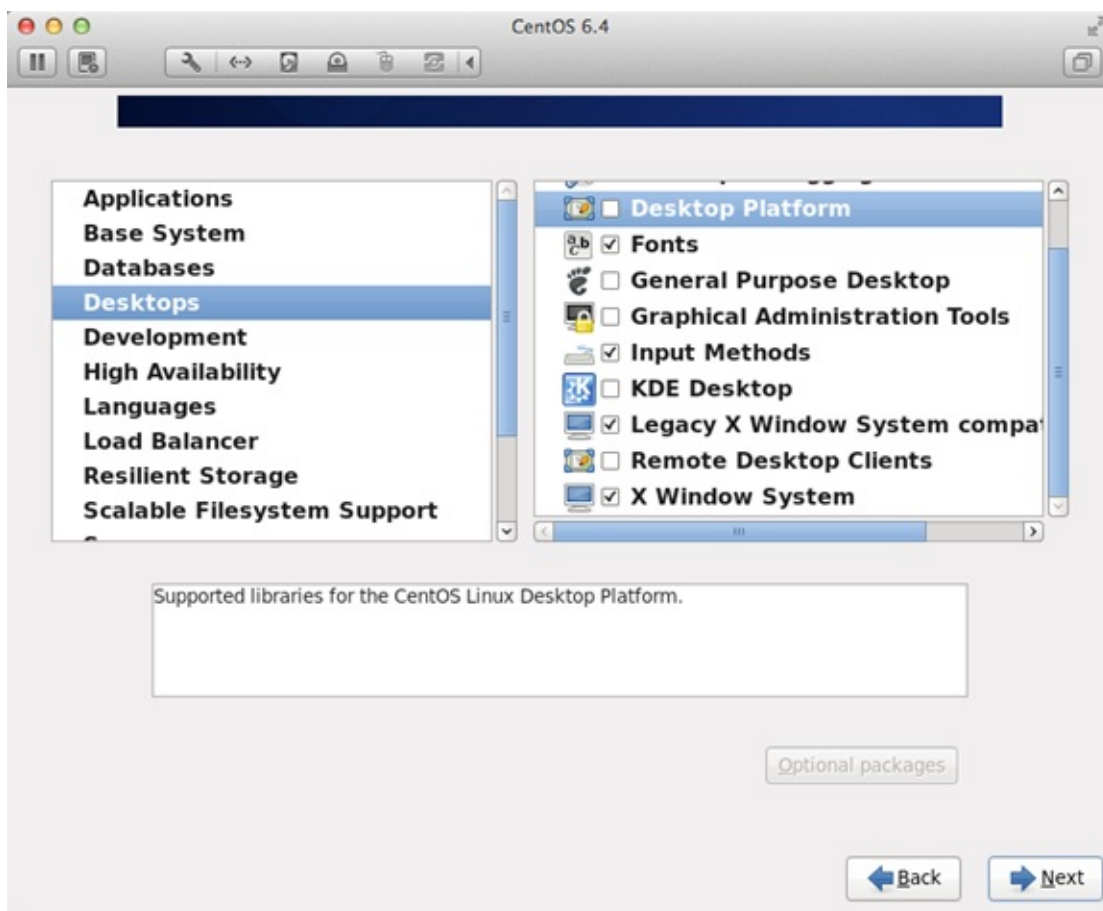 CentOS 6.4
Applications
Base System
Databases
Desktops
Development
High Availability
Languages
Load Balancer
Resilient Storage
Scalable Filesystem Support
Desktop Platform
Fonts
General Purpose Desktop
Graphical Administration Tools
Input Methods
KDE Desktop
Legacy X Window System
Remote Desktop Clients
X Window System
Supported libraries for the CentOS Linux Desktop Platform.
Optional packages
Back
Next